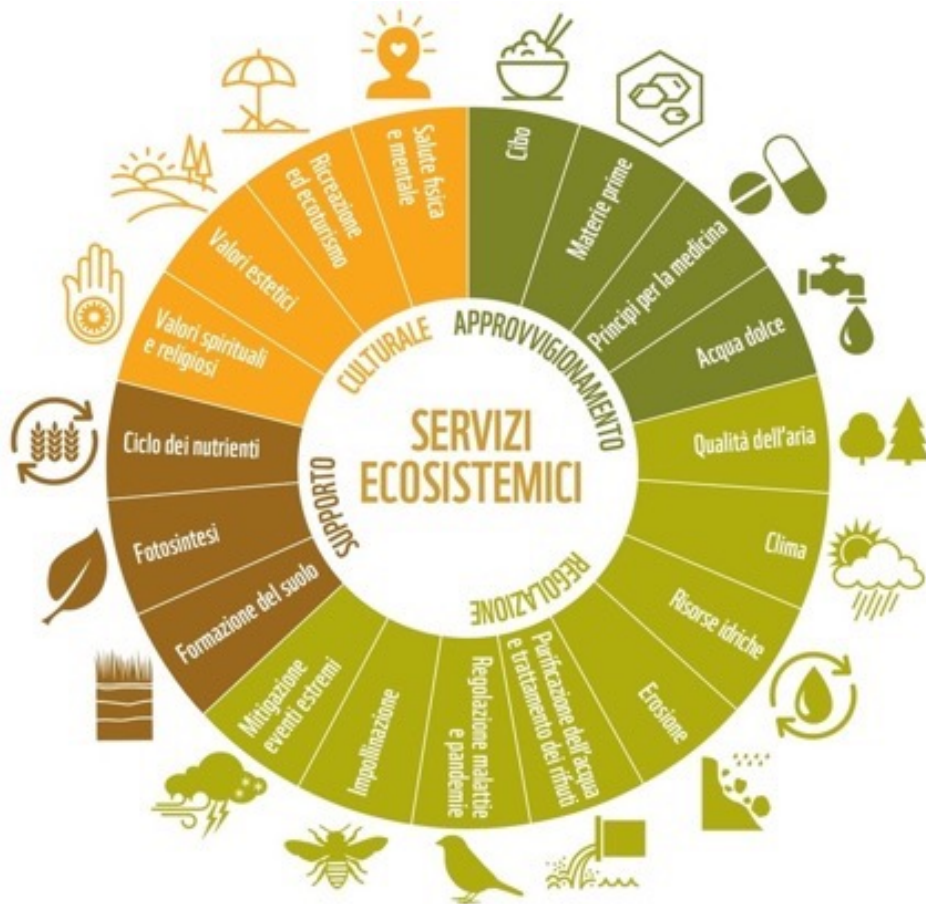 SERVIZI
ECOSISTEMICI
APPROVVIGIONAMENTO
Cibo
Materie prime
Principi per la medicina
Acqua dolce
REGOLAZIONE
Qualità dell'aria
Clima
Risorse idriche
Erosione
Purificazione dell'acqua
e trattamento dei rifiuti
Regolazione malattie
e pandemie
Impollinazione
Mitigazione
eventi estremi
SUPPORTO
Formazione del suolo
Fotosintesi
Ciclo dei nutrienti
CULTURALE
Valori spirituali
e religiosi
Valori estetici
Ricreazione
ed ecoturismo
Salute fisica
e mentale